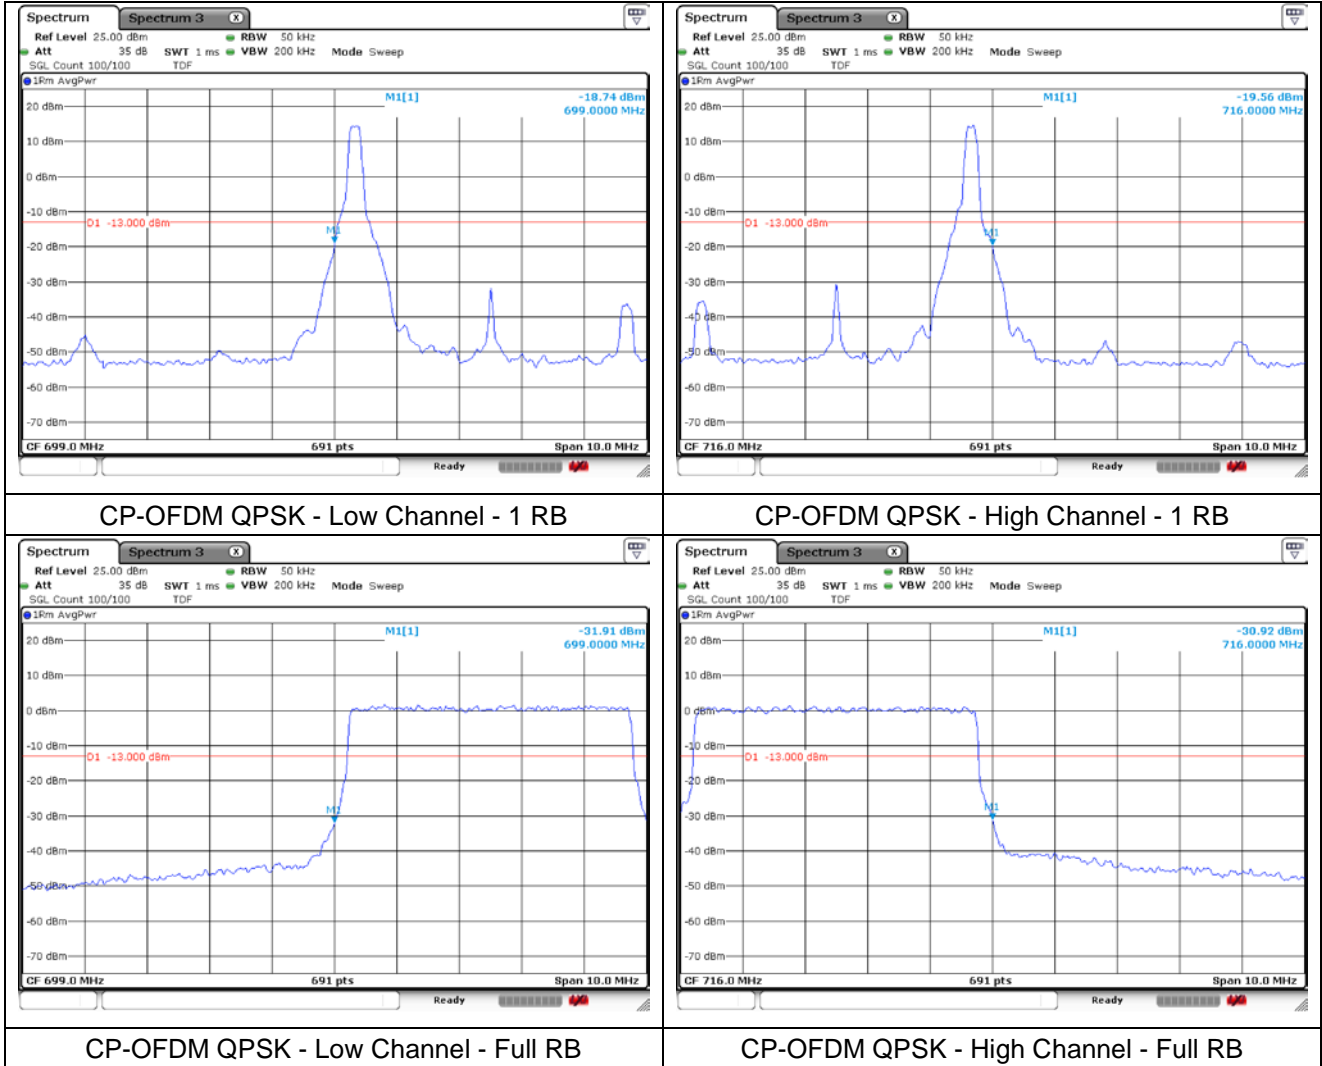 Spectrum Spectrum 3 X
Ref Level 25.00 dBm RBW 50 kHz
Att 35 dB SWT 1 ms VBW 200 kHz Mode Sweep
SGL Count 100/100 TDF
1Rm AvgPwr
M1[1] -18.74 dBm
699.0000 MHz
20 dBm
10 dBm
0 dBm
-10 dBm
D1 -13.000 dBm
M1
-20 dBm
-30 dBm
-40 dBm
-50 dBm
-60 dBm
-70 dBm
CF 699.0 MHz 691 pts Span 10.0 MHz
Ready
Spectrum Spectrum 3 X
Ref Level 25.00 dBm RBW 50 kHz
Att 35 dB SWT 1 ms VBW 200 kHz Mode Sweep
SGL Count 100/100 TDF
1Rm AvgPwr
M1[1] -19.56 dBm
716.0000 MHz
20 dBm
10 dBm
0 dBm
-10 dBm
D1 -13.000 dBm
M1
-20 dBm
-30 dBm
-40 dBm
-50 dBm
-60 dBm
-70 dBm
CF 716.0 MHz 691 pts Span 10.0 MHz
Ready
CP-OFDM QPSK - Low Channel - 1 RB
CP-OFDM QPSK - High Channel - 1 RB
Spectrum Spectrum 3 X
Ref Level 25.00 dBm RBW 50 kHz
Att 35 dB SWT 1 ms VBW 200 kHz Mode Sweep
SGL Count 100/100 TDF
1Rm AvgPwr
M1[1] -31.91 dBm
699.0000 MHz
20 dBm
10 dBm
0 dBm
-10 dBm
D1 -13.000 dBm
-20 dBm
M1
-30 dBm
-40 dBm
-50 dBm
-60 dBm
-70 dBm
CF 699.0 MHz 691 pts Span 10.0 MHz
Ready
Spectrum Spectrum 3 X
Ref Level 25.00 dBm RBW 50 kHz
Att 35 dB SWT 1 ms VBW 200 kHz Mode Sweep
SGL Count 100/100 TDF
1Rm AvgPwr
M1[1] -30.92 dBm
716.0000 MHz
20 dBm
10 dBm
0 dBm
-10 dBm
D1 -13.000 dBm
-20 dBm
M1
-30 dBm
-40 dBm
-50 dBm
-60 dBm
-70 dBm
CF 716.0 MHz 691 pts Span 10.0 MHz
Ready
CP-OFDM QPSK - Low Channel - Full RB
CP-OFDM QPSK - High Channel - Full RB